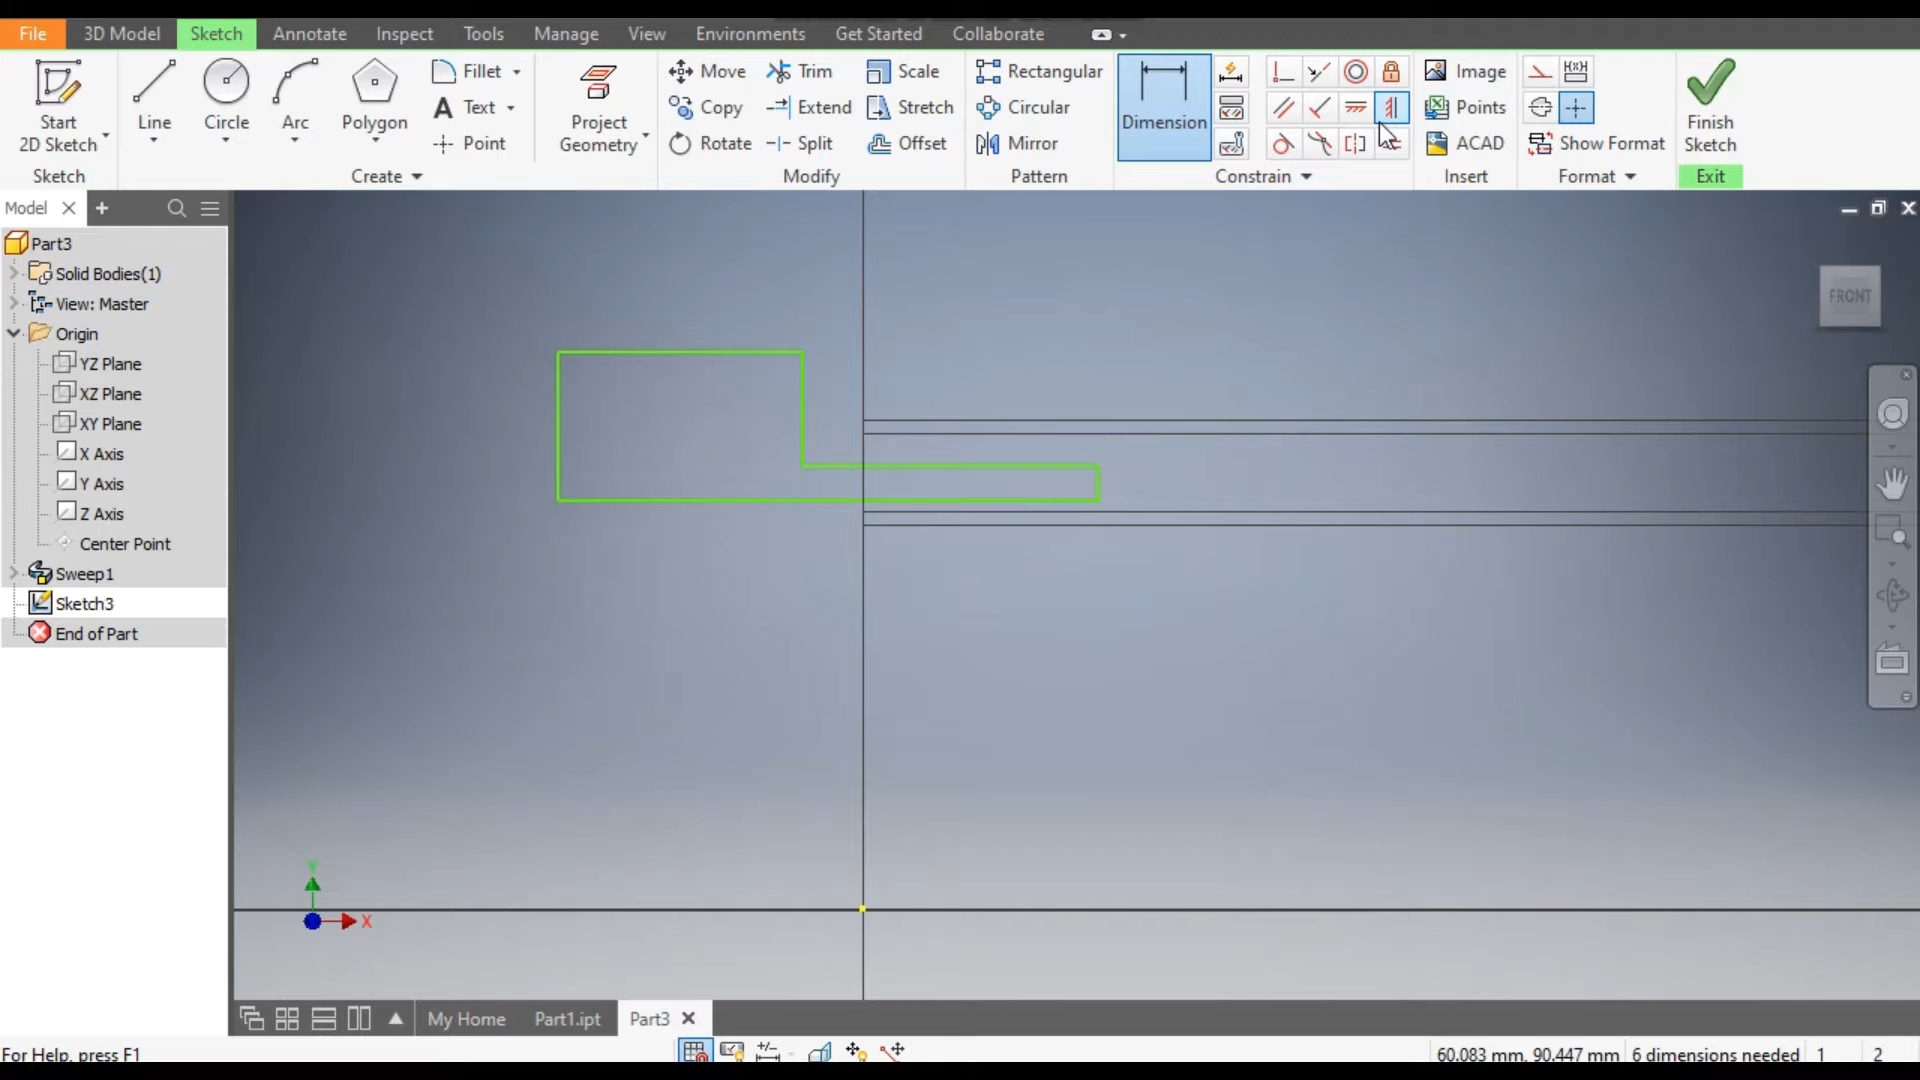 File 3D Model Sketch Annotate Inspect Tools Manage View Environments Get Started Collaborate
Start 2D Sketch
Line
Circle
Arc
Polygon
Fillet
Text
Point
Project Geometry
Move
Copy
Rotate
Trim
Extend
Split
Scale
Stretch
Offset
Rectangular
Circular
Mirror
Dimension
Image
Points
ACAD
Show Format
Finish Sketch
Sketch Create Modify Pattern Constrain Insert Format Exit
Model
Part3
Solid Bodies(1)
View: Master
Origin
YZ Plane
XZ Plane
XY Plane
X Axis
Y Axis
Z Axis
Center Point
Sweep1
Sketch3
End of Part
FRONT
Y
X
My Home Part1.ipt Part3
For Help, press F1
60.083 mm, 90.447 mm 6 dimensions needed 1 2